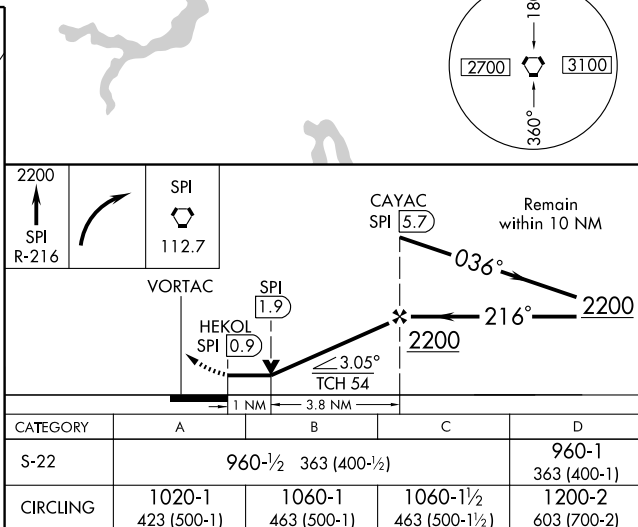 180
2700
3100
360°
2200
SPI
R-216
SPI
112.7
CAYAC
SPI 5.7
Remain
within 10 NM
036°
VORTAC
SPI
1.9
216°
2200
2200
HEKOL
SPI 0.9
3.05°
TCH 54
1 NM
3.8 NM
CATEGORY A B C D
S-22 960-½ 363 (400-½) 960-1
363 (400-1)
CIRCLING 1020-1 1060-1 1060-1½ 1200-2
423 (500-1) 463 (500-1) 463 (500-1½) 603 (700-2)